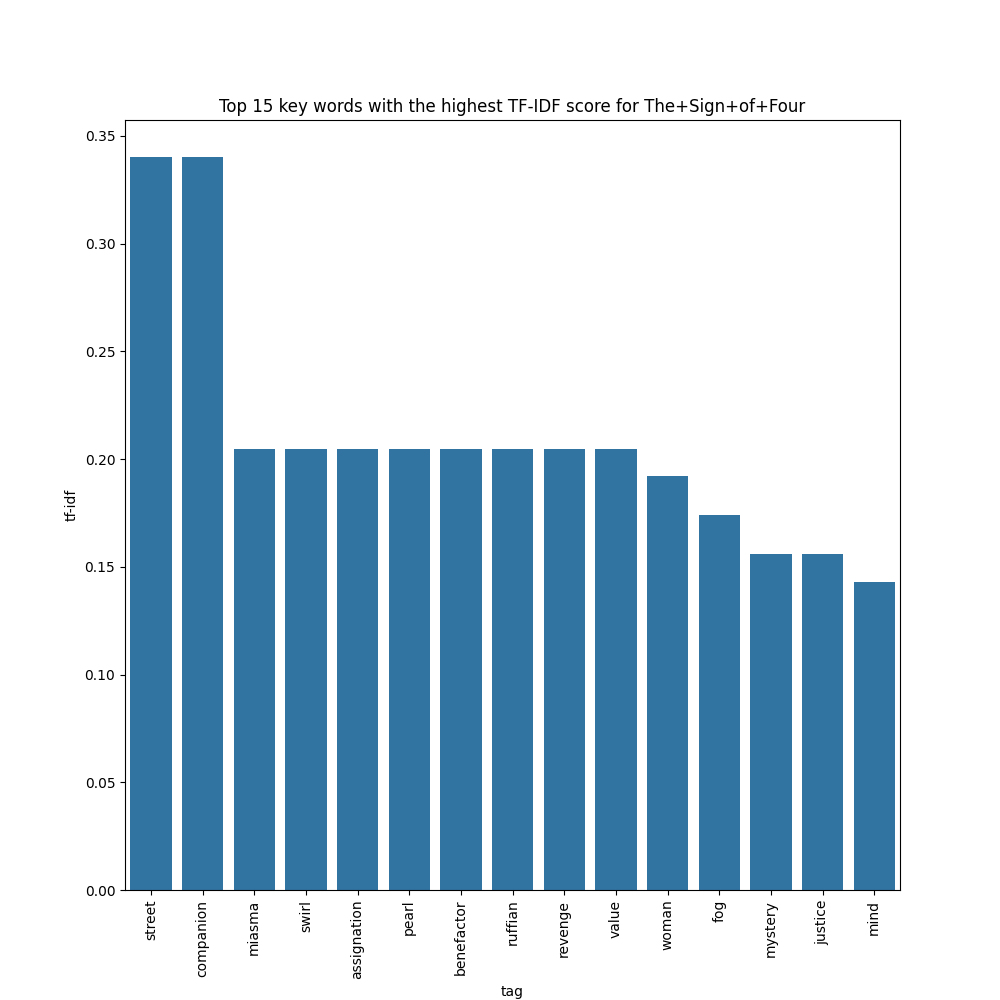 Top 15 key words with the highest TF-IDF score for The+Sign+of+Four
0.35
0.30
0.25
0.20
0.15
0.10
0.05
0.00
tf-idf
street
companion
miasma
swirl
assignation
pearl
benefactor
ruffian
revenge
value
woman
fog
mystery
justice
mind
tag